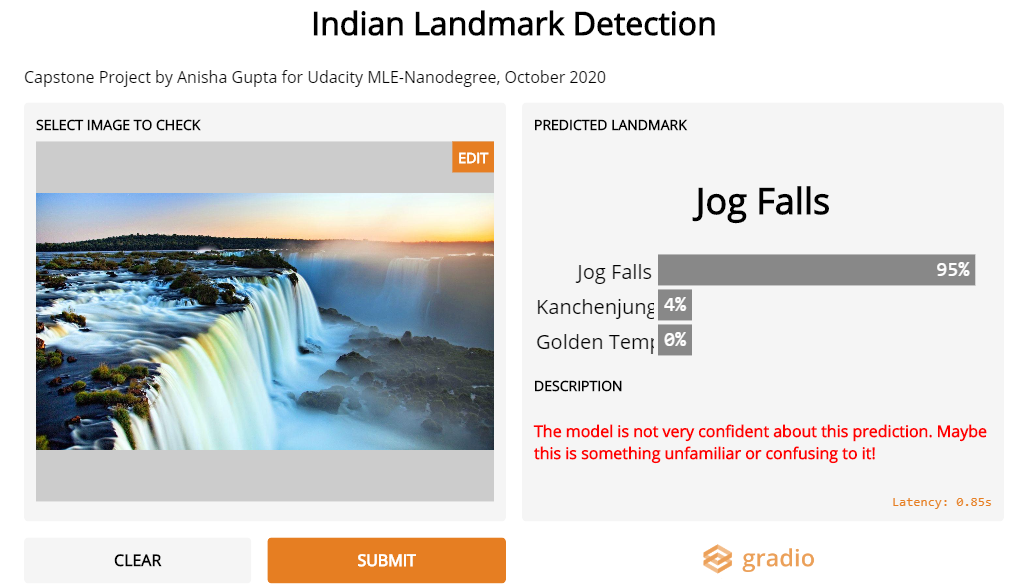 Indian Landmark Detection
Capstone Project by Anisha Gupta for Udacity MLE-Nanodegree, October 2020
SELECT IMAGE TO CHECK
EDIT
PREDICTED LANDMARK
Jog Falls
Jog Falls 95%
Kanchenjung 4%
Golden Temp 0%
DESCRIPTION
The model is not very confident about this prediction. Maybe
this is something unfamiliar or confusing to it!
Latency: 0.85s
CLEAR
SUBMIT
gradio